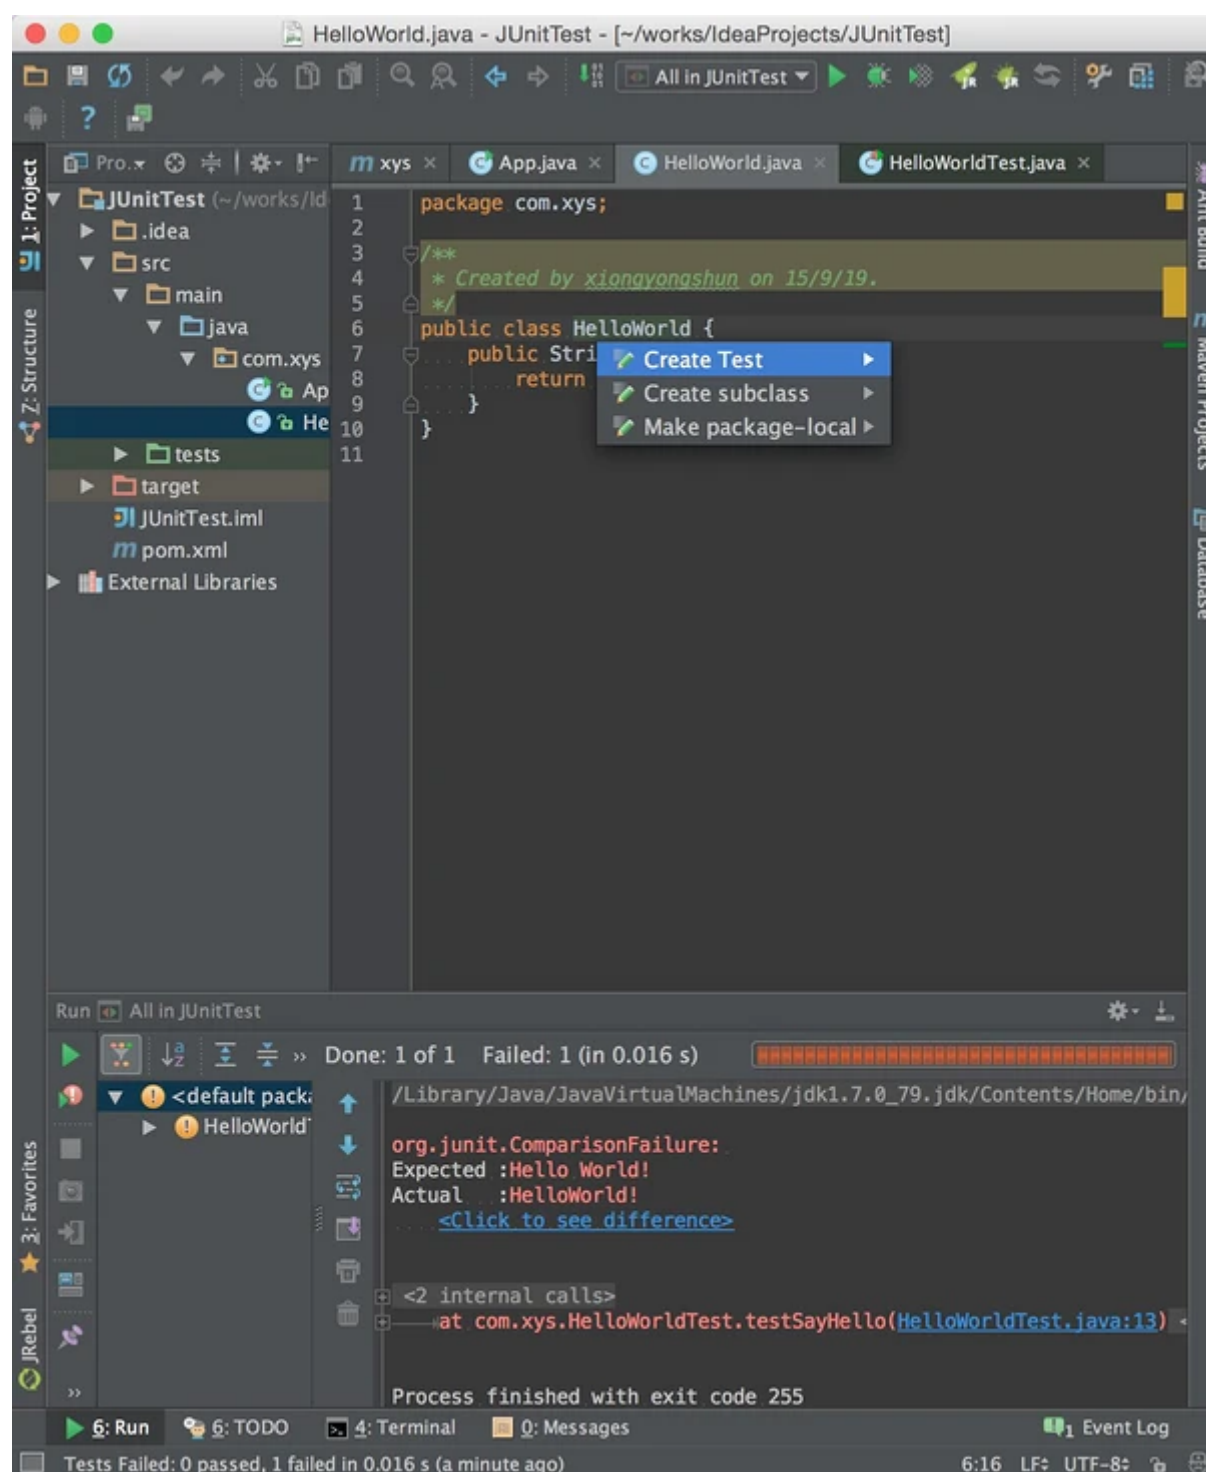 HelloWorld.java - JUnitTest - [~/works/IdeaProjects/JUnitTest]
All in JUnitTest
?
1: Project
Z: Structure
3: Favorites
JRebel
Pro..
JUnitTest (~/works/Id
.idea
src
main
java
com.xys
Ap
He
tests
target
JUnitTest.iml
m pom.xml
External Libraries
m xys × App.java × HelloWorld.java × HelloWorldTest.java ×
1 package com.xys;
2
3 /**
4 * Created by xiongyongshun on 15/9/19.
5 */
6 public class HelloWorld {
7 public Stri
8 return
9 }
10 }
11
Create Test
Create subclass
Make package-local
Ant Build
Maven Projects
Database
Run All in JUnitTest
Done: 1 of 1 Failed: 1 (in 0.016 s)
<default packa
HelloWorldT
/Library/Java/JavaVirtualMachines/jdk1.7.0_79.jdk/Contents/Home/bin/
org.junit.ComparisonFailure:
Expected :Hello World!
Actual :HelloWorld!
<Click to see difference>
<2 internal calls>
at com.xys.HelloWorldTest.testSayHello(HelloWorldTest.java:13) <
Process finished with exit code 255
6: Run 6: TODO 4: Terminal 0: Messages 1 Event Log
Tests Failed: 0 passed, 1 failed in 0.016 s (a minute ago) 6:16 LF UTF-8